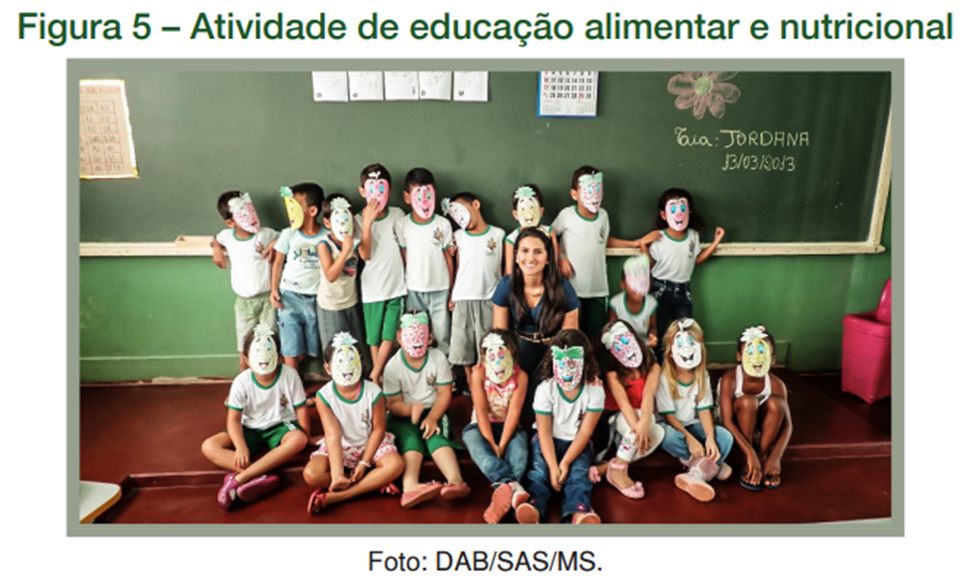 Figura 5 – Atividade de educação alimentar e nutricional
Tia: JORDANA
13/03/2013
Foto: DAB/SAS/MS.